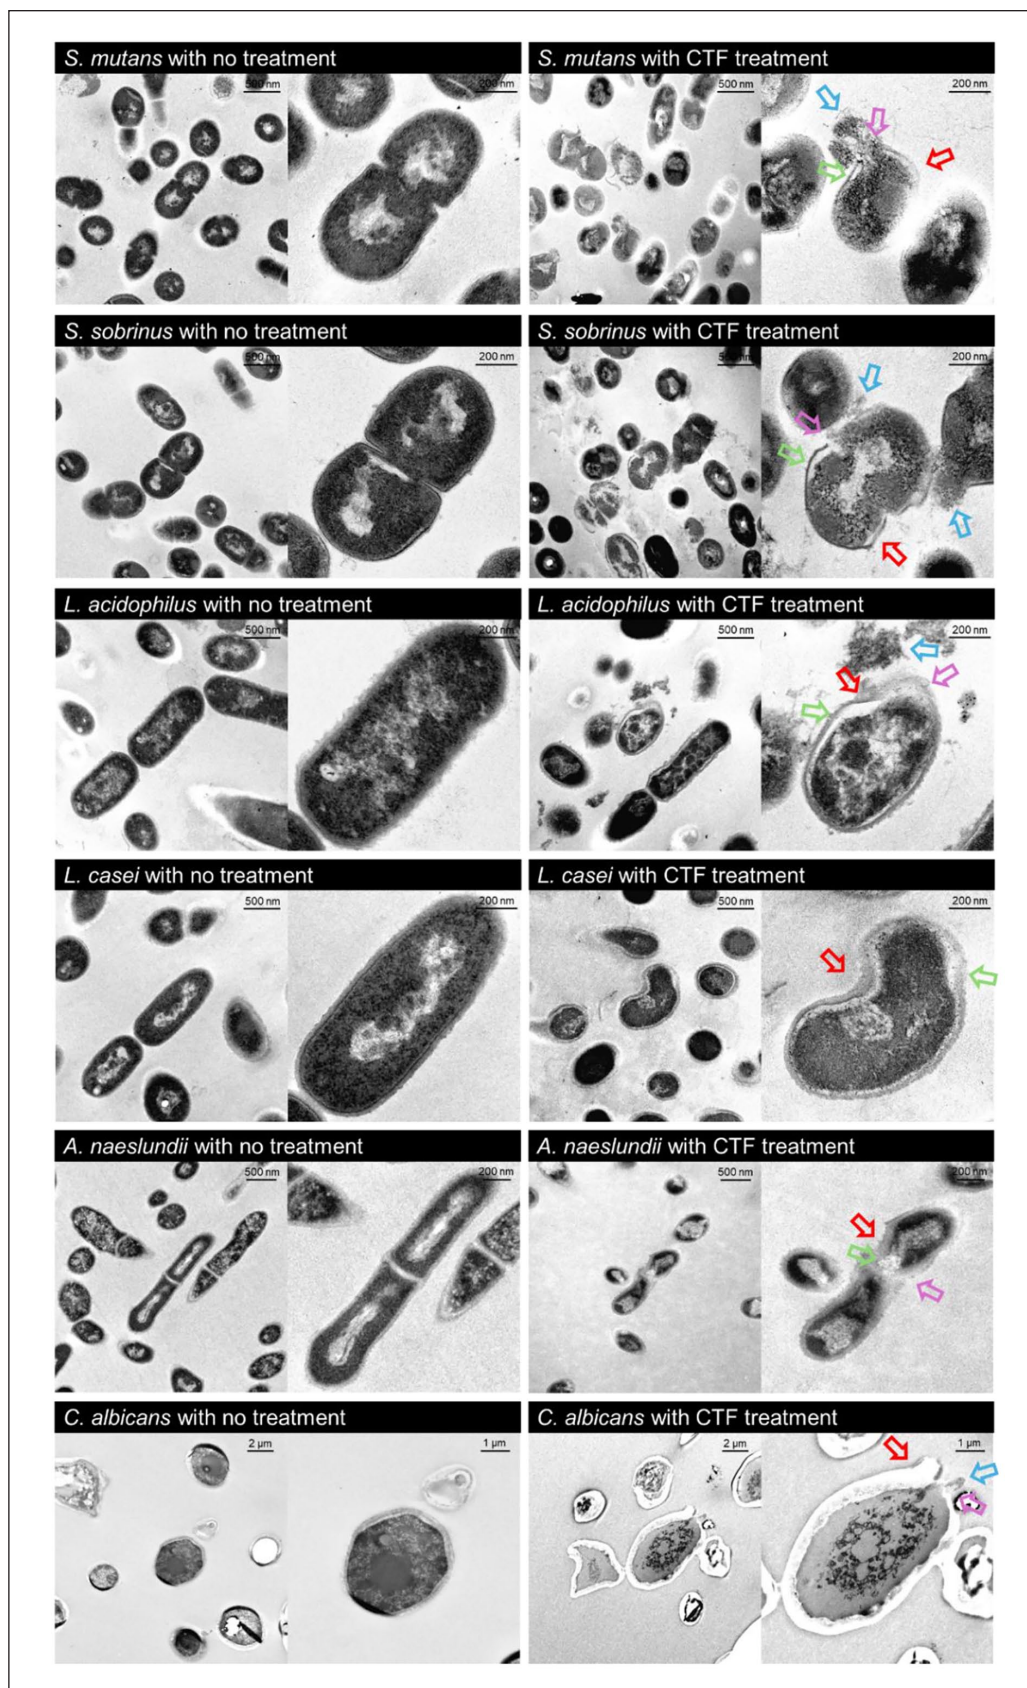 S. mutans with no treatment
500 nm
200 nm
S. mutans with CTF treatment
500 nm
200 nm
S. sobrinus with no treatment
500 nm
200 nm
S. sobrinus with CTF treatment
500 nm
200 nm
L. acidophilus with no treatment
500 nm
200 nm
L. acidophilus with CTF treatment
500 nm
200 nm
L. casei with no treatment
500 nm
200 nm
L. casei with CTF treatment
500 nm
200 nm
A. naeslundii with no treatment
500 nm
200 nm
A. naeslundii with CTF treatment
500 nm
200 nm
C. albicans with no treatment
2 µm
1 µm
C. albicans with CTF treatment
2 µm
1 µm